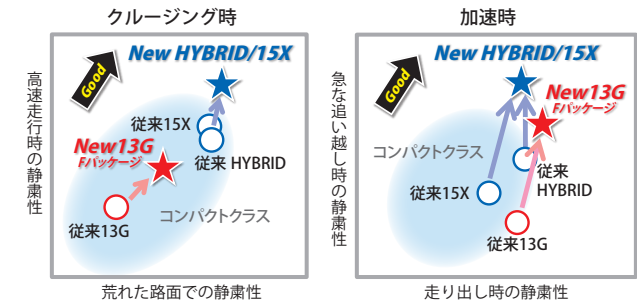 クルージング時
高速走行時の静粛性
Good
New HYBRID/15X
従来15X
従来 HYBRID
New13G
Fパッケージ
従来13G
コンパクトクラス
荒れた路面での静粛性
加速時
急な追い越し時の静粛性
Good
New HYBRID/15X
New13G
Fパッケージ
コンパクトクラス
従来
HYBRID
従来15X
従来13G
走り出し時の静粛性